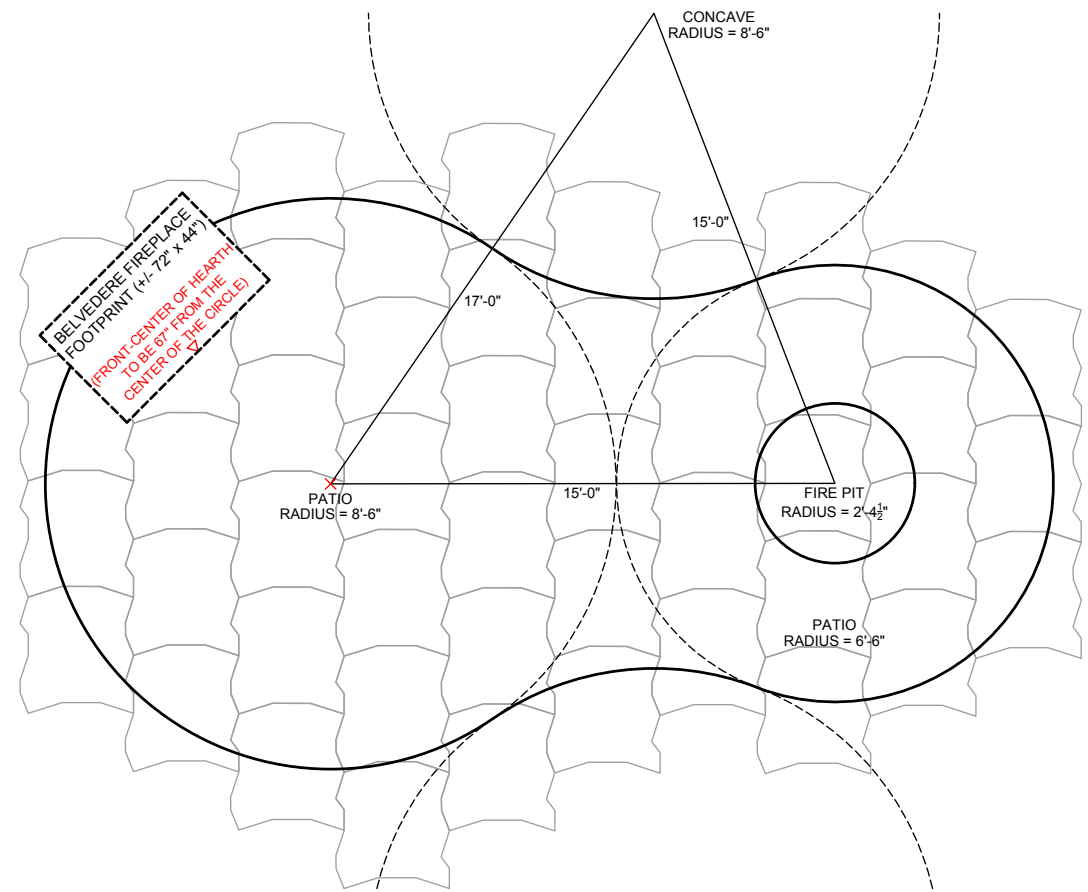 CONCAVE
RADIUS = 8'-6"
BELVEDERE FIREPLACE
FOOTPRINT (+/- 72" X 44")
(FRONT-CENTER OF HEARTH
TO BE 67" FROM THE
CENTER OF THE CIRCLE)
15'-0"
17'-0"
15'-0"
PATIO
RADIUS = 8'-6"
FIRE PIT
RADIUS = 2'-4½"
PATIO
RADIUS = 6'-6"